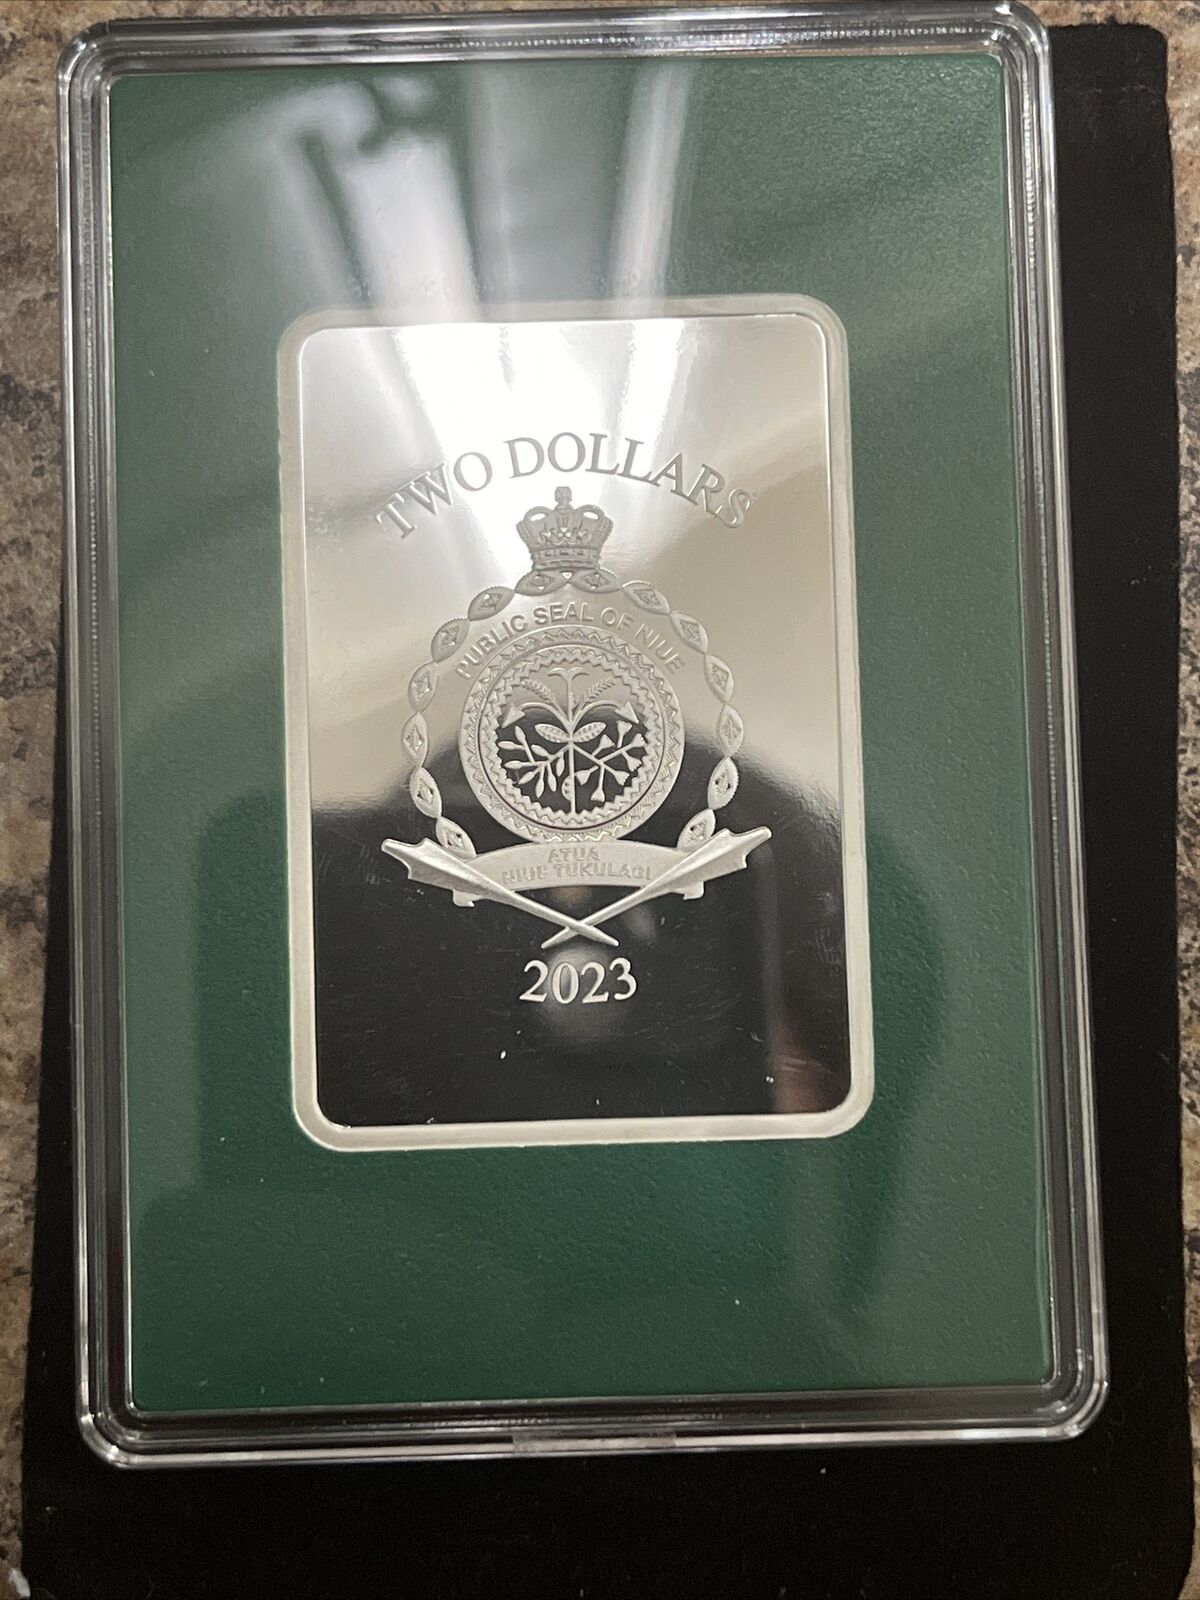 TWO DOLLARS
PUBLIC SEAL OF NIUE
ATUA
NIUE TUKULAGI
2023